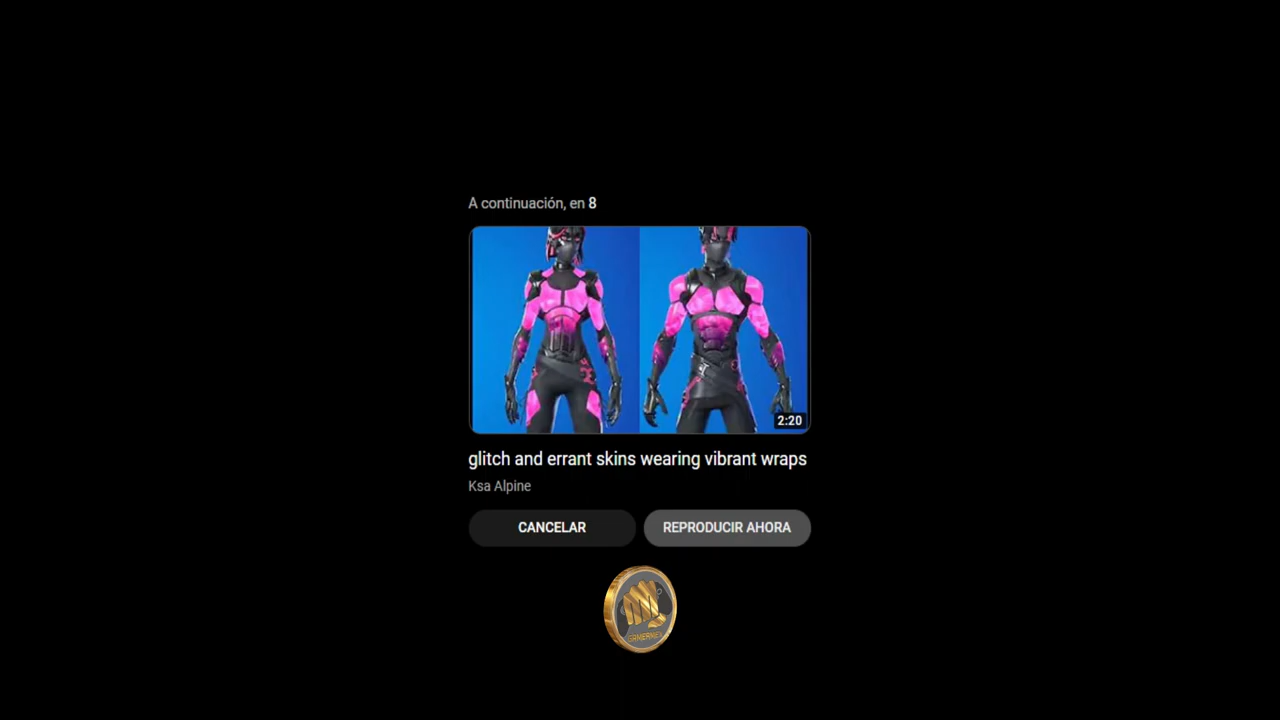 A continuación, en 8
2:20
glitch and errant skins wearing vibrant wraps
Ksa Alpine
CANCELAR
REPRODUCIR AHORA